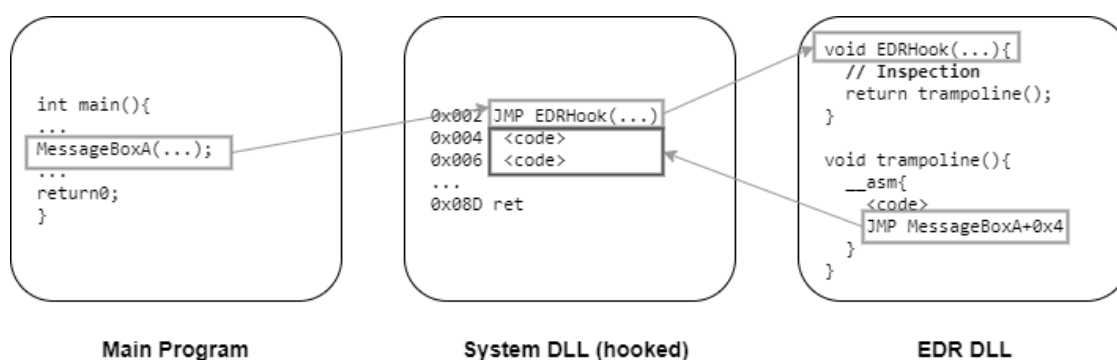 int main(){
...
MessageBoxA(...);
...
return0;
}
0x002 JMP EDRHook(...)
0x004 <code>
0x006 <code>
...
0x08D ret
void EDRHook(...){
// Inspection
return trampoline();
}
void trampoline(){
__asm{
<code>
JMP MessageBoxA+0x4
}
}
Main Program
System DLL (hooked)
EDR DLL